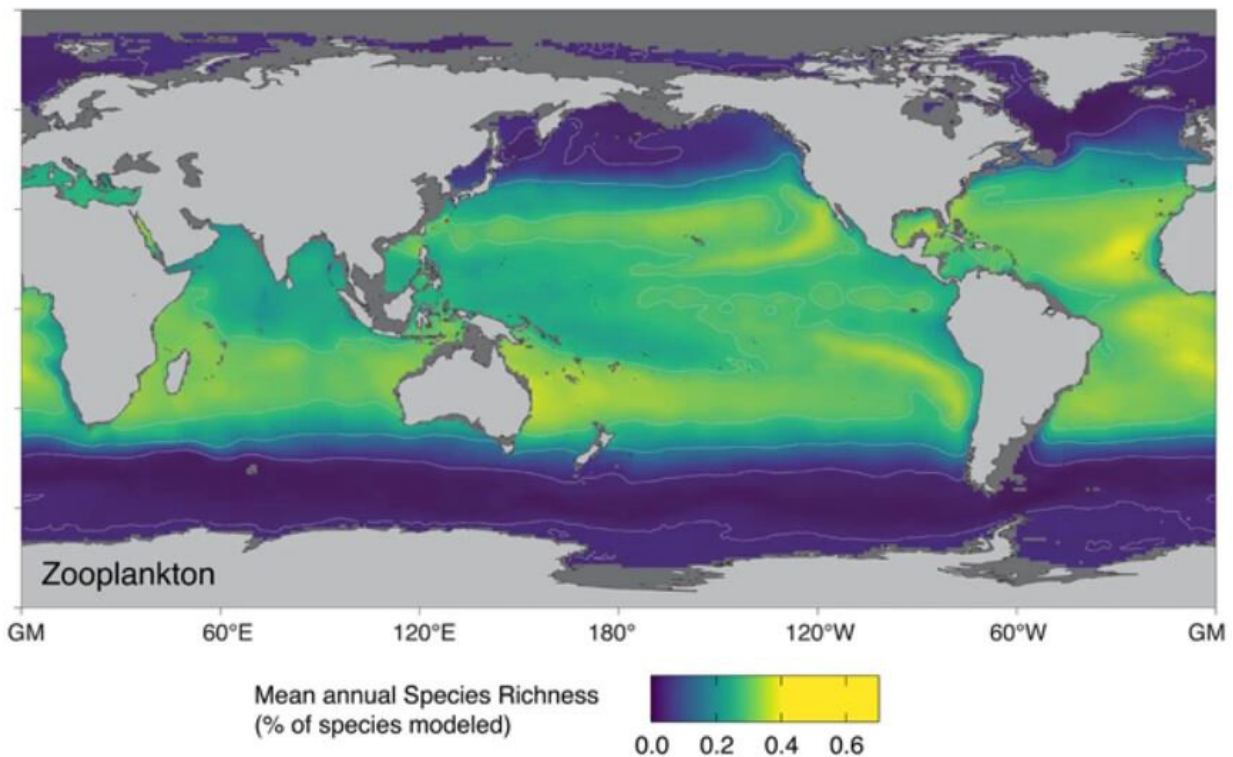 Zooplankton
GM 60°E 120°E 180° 120°W 60°W GM
Mean annual Species Richness
(% of species modeled)
0.0 0.2 0.4 0.6